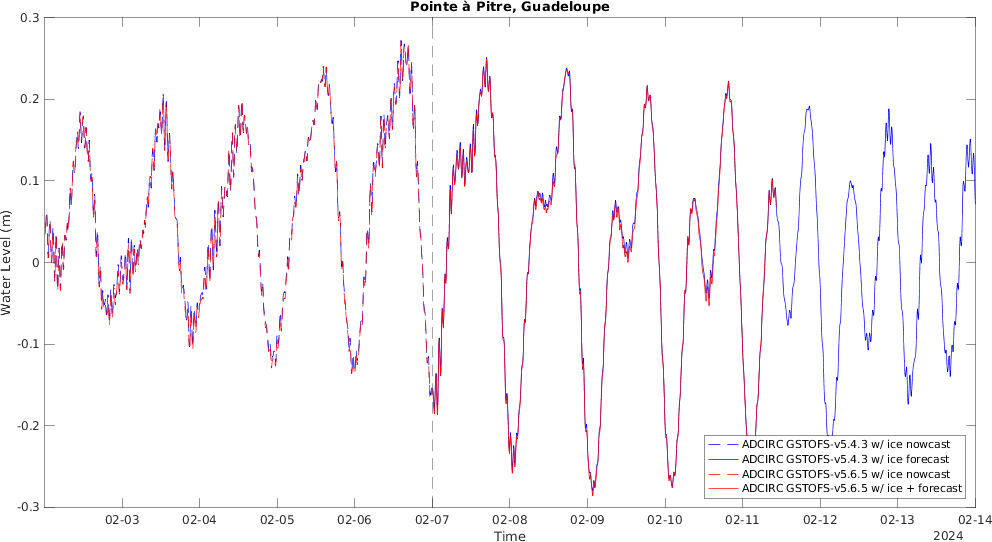 Pointe à Pitre, Guadeloupe
0.3
0.2
0.1
0
-0.1
-0.2
-0.3
Water Level (m)
ADCIRC GSTOFS-v5.4.3 w/ ice nowcast
ADCIRC GSTOFS-v5.4.3 w/ ice forecast
ADCIRC GSTOFS-v5.6.5 w/ ice nowcast
ADCIRC GSTOFS-v5.6.5 w/ ice + forecast
02-03 02-04 02-05 02-06 02-07 02-08 02-09 02-10 02-11 02-12 02-13 02-14
Time
2024